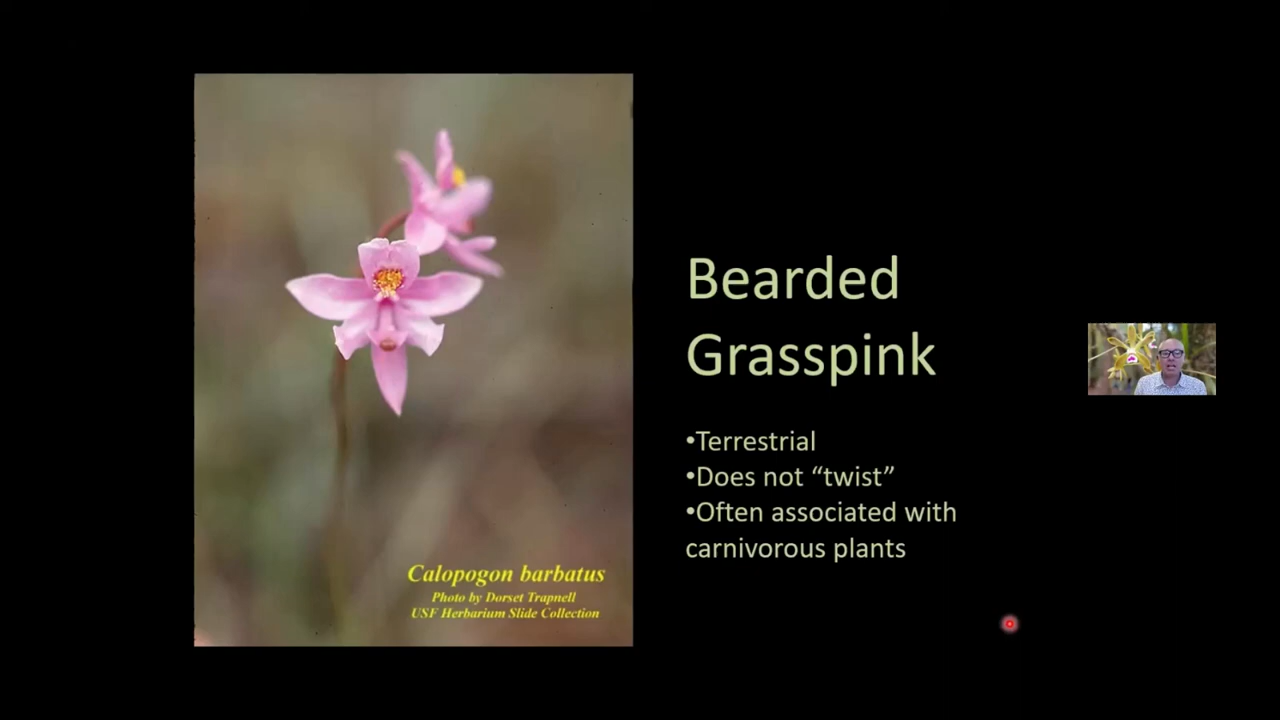 Bearded
Grasspink
•Terrestrial
•Does not “twist”
•Often associated with
carnivorous plants
Calopogon barbatus
Photo by Dorset Trapnell
USF Herbarium Slide Collection